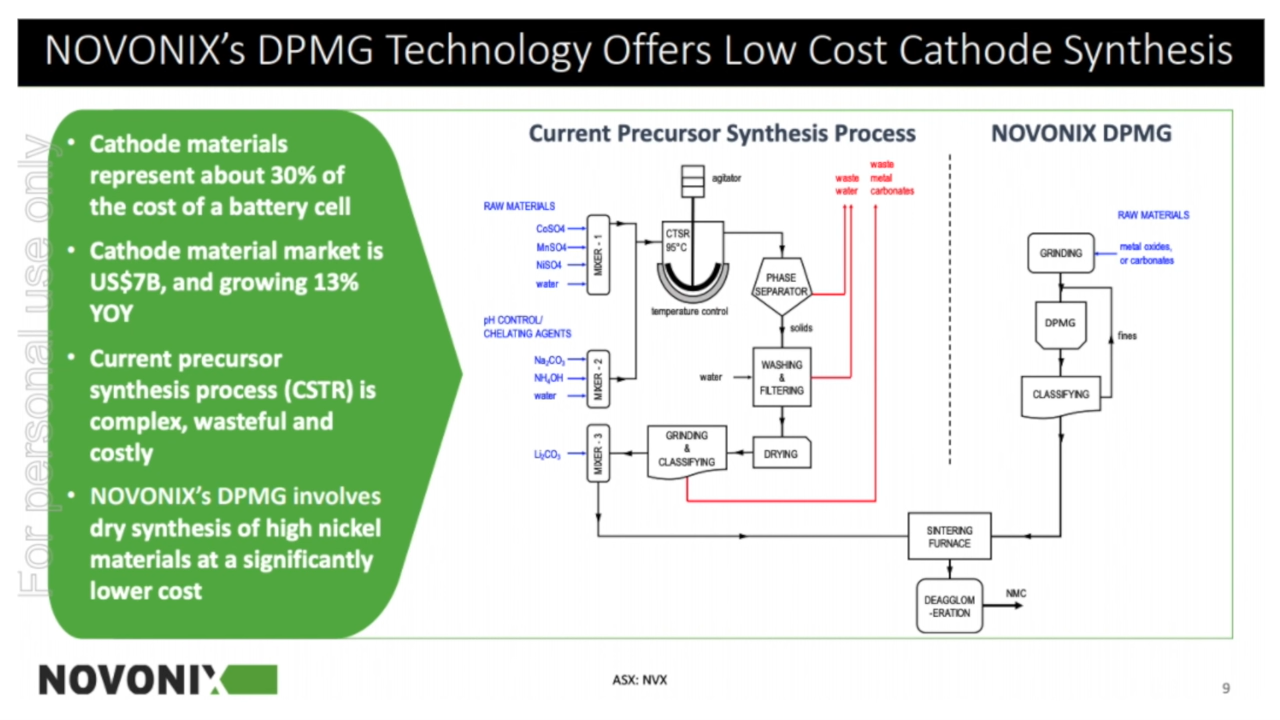 NOVONIX’s DPMG Technology Offers Low Cost Cathode Synthesis
For personal use only
• Cathode materials
represent about 30% of
the cost of a battery cell
• Cathode material market is
US$7B, and growing 13%
YOY
• Current precursor
synthesis process (CSTR) is
complex, wasteful and
costly
• NOVONIX’s DPMG involves
dry synthesis of high nickel
materials at a significantly
lower cost
Current Precursor Synthesis Process
RAW MATERIALS
CoSO4
MnSO4
NiSO4
water
MIXER - 1
pH CONTROL/
CHELATING AGENTS
Na₂CO₃
NH₄OH
water
MIXER - 2
Li₂CO₃
MIXER - 3
agitator
CTSR
95°C
temperature control
waste
water
waste
metal
carbonates
PHASE
SEPARATOR
solids
water
WASHING
&
FILTERING
DRYING
GRINDING
&
CLASSIFYING
NOVONIX DPMG
RAW MATERIALS
GRINDING
metal oxides,
or carbonates
DPMG
fines
CLASSIFYING
SINTERING
FURNACE
DEAGGLOM
-ERATION
NMC
NOVONIX
ASX: NVX
9